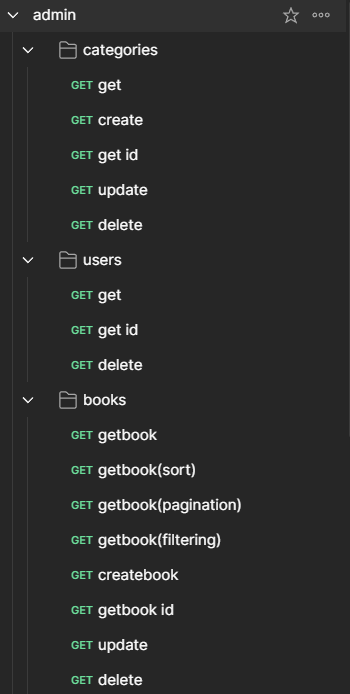 admin
categories
GET get
GET create
GET get id
GET update
GET delete
users
GET get
GET get id
GET delete
books
GET getbook
GET getbook(sort)
GET getbook(pagination)
GET getbook(filtering)
GET createbook
GET getbook id
GET update
GET delete